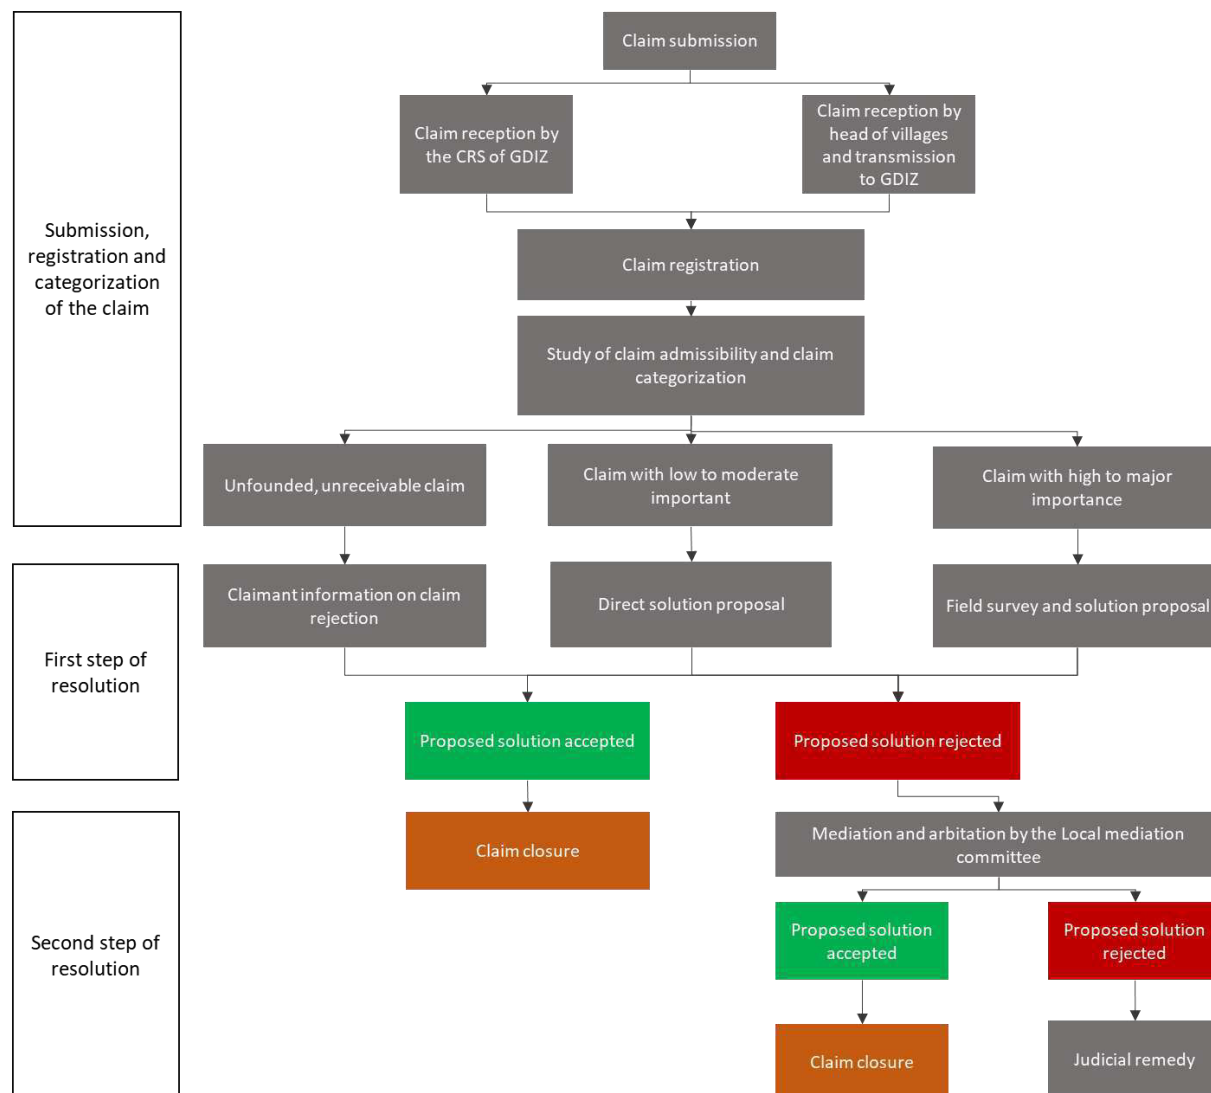 Claim submission
Claim reception by
the CRS of GDIZ
Claim reception by
head of villages
and transmission
to GDIZ
Submission,
registration and
categorization
of the claim
Claim registration
Study of claim admissibility and claim
categorization
Unfounded, unreceivable claim
Claim with low to moderate
important
Claim with high to major
importance
First step of
resolution
Claimant information on claim
rejection
Direct solution proposal
Field survey and solution proposal
Proposed solution accepted
Proposed solution rejected
Second step of
resolution
Claim closure
Mediation and arbitation by the Local mediation
committee
Proposed solution
accepted
Proposed solution
rejected
Claim closure
Judicial remedy